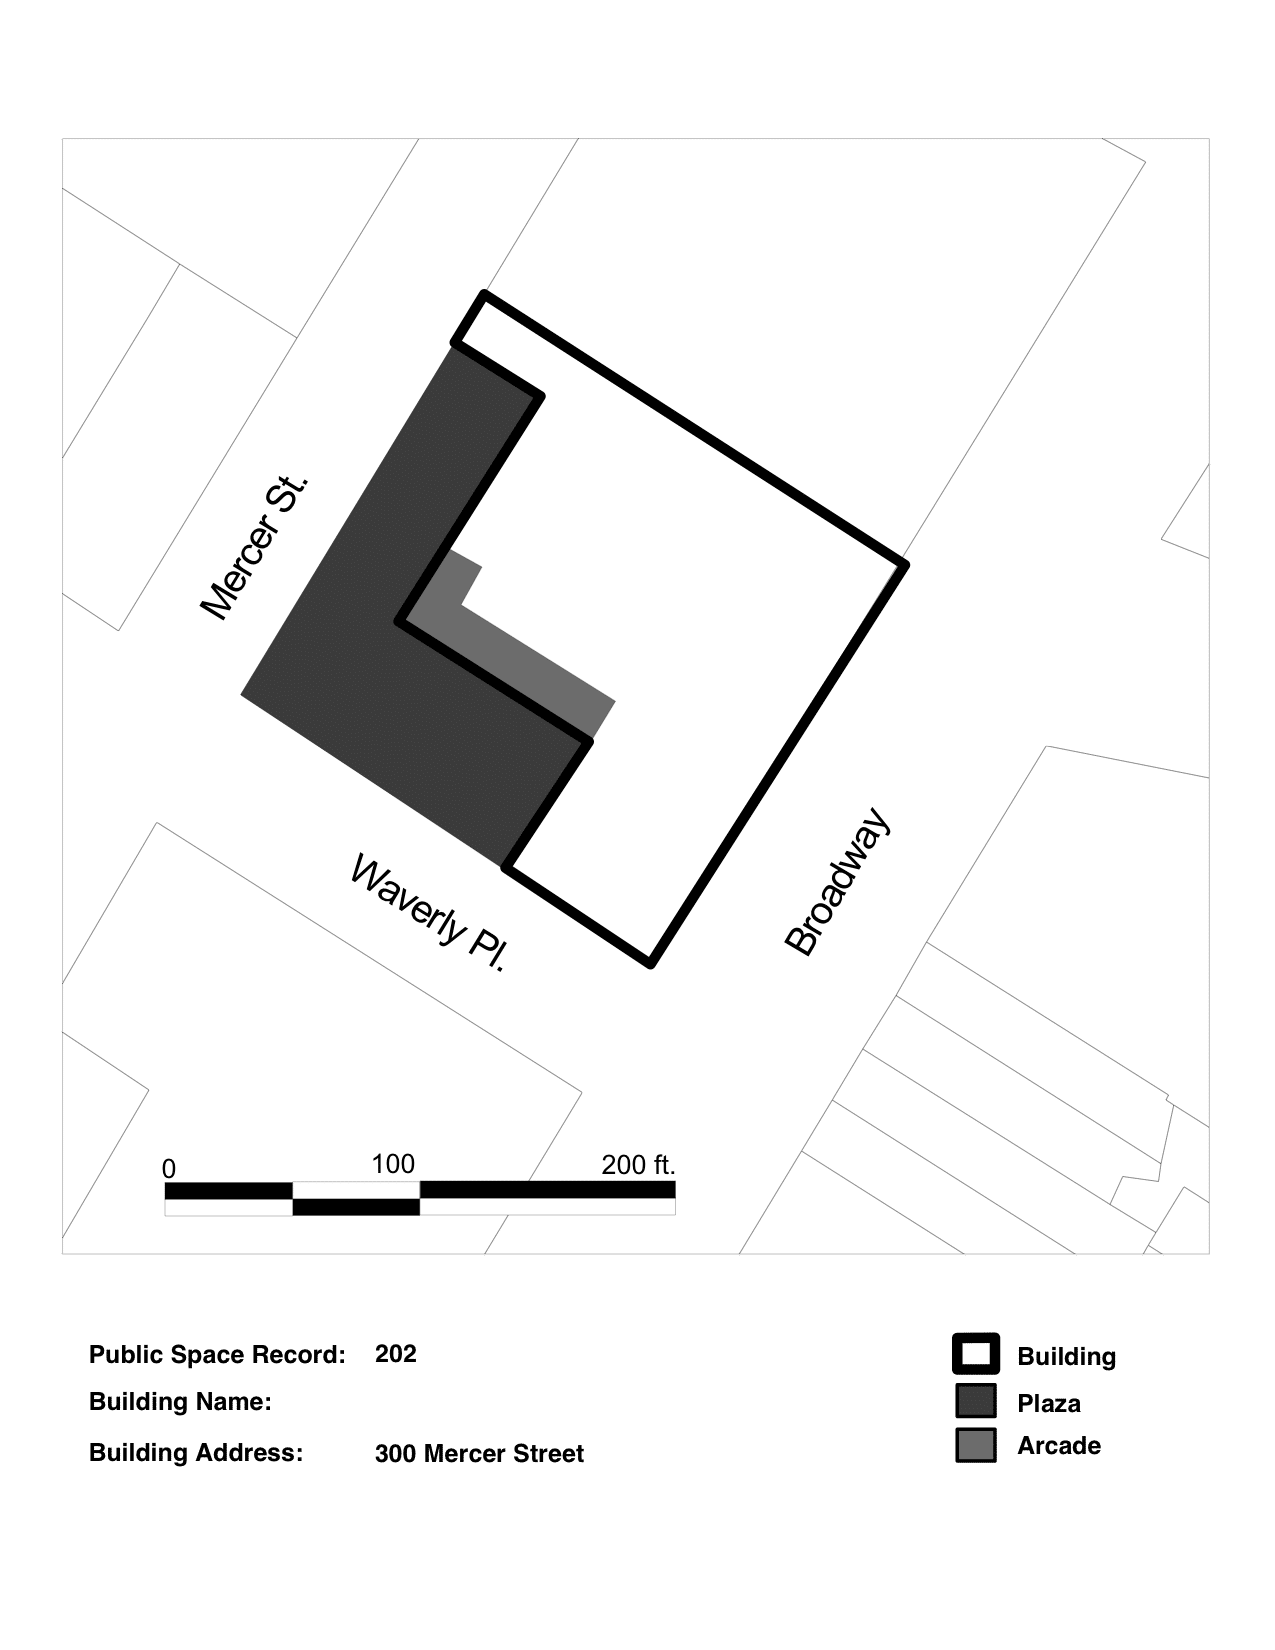 Mercer St.
Waverly Pl.
Broadway
0 100 200 ft.
Public Space Record: 202
Building Name:
Building Address: 300 Mercer Street
Building
Plaza
Arcade